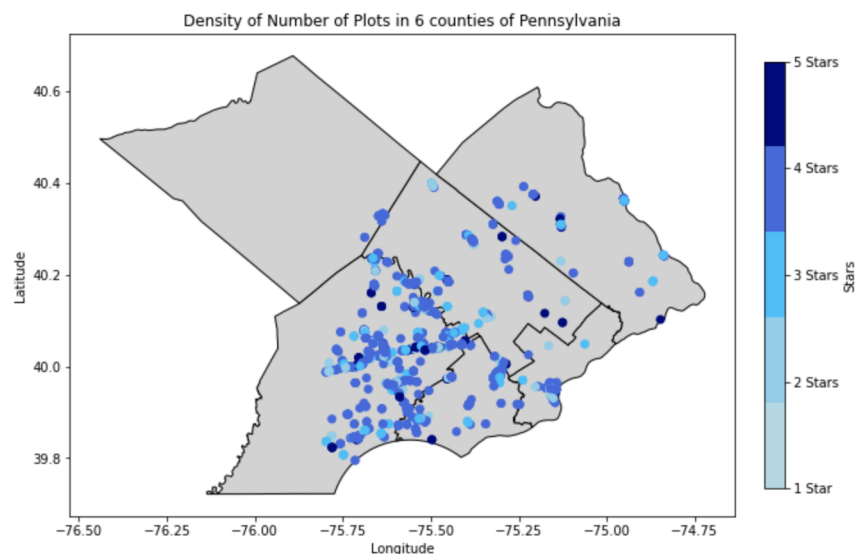 Density of Number of Plots in 6 counties of Pennsylvania
40.6
40.4
40.2
40.0
39.8
Latitude
−76.50 −76.25 −76.00 −75.75 −75.50 −75.25 −75.00 −74.75
Longitude
5 Stars
4 Stars
3 Stars
2 Stars
1 Star
Stars